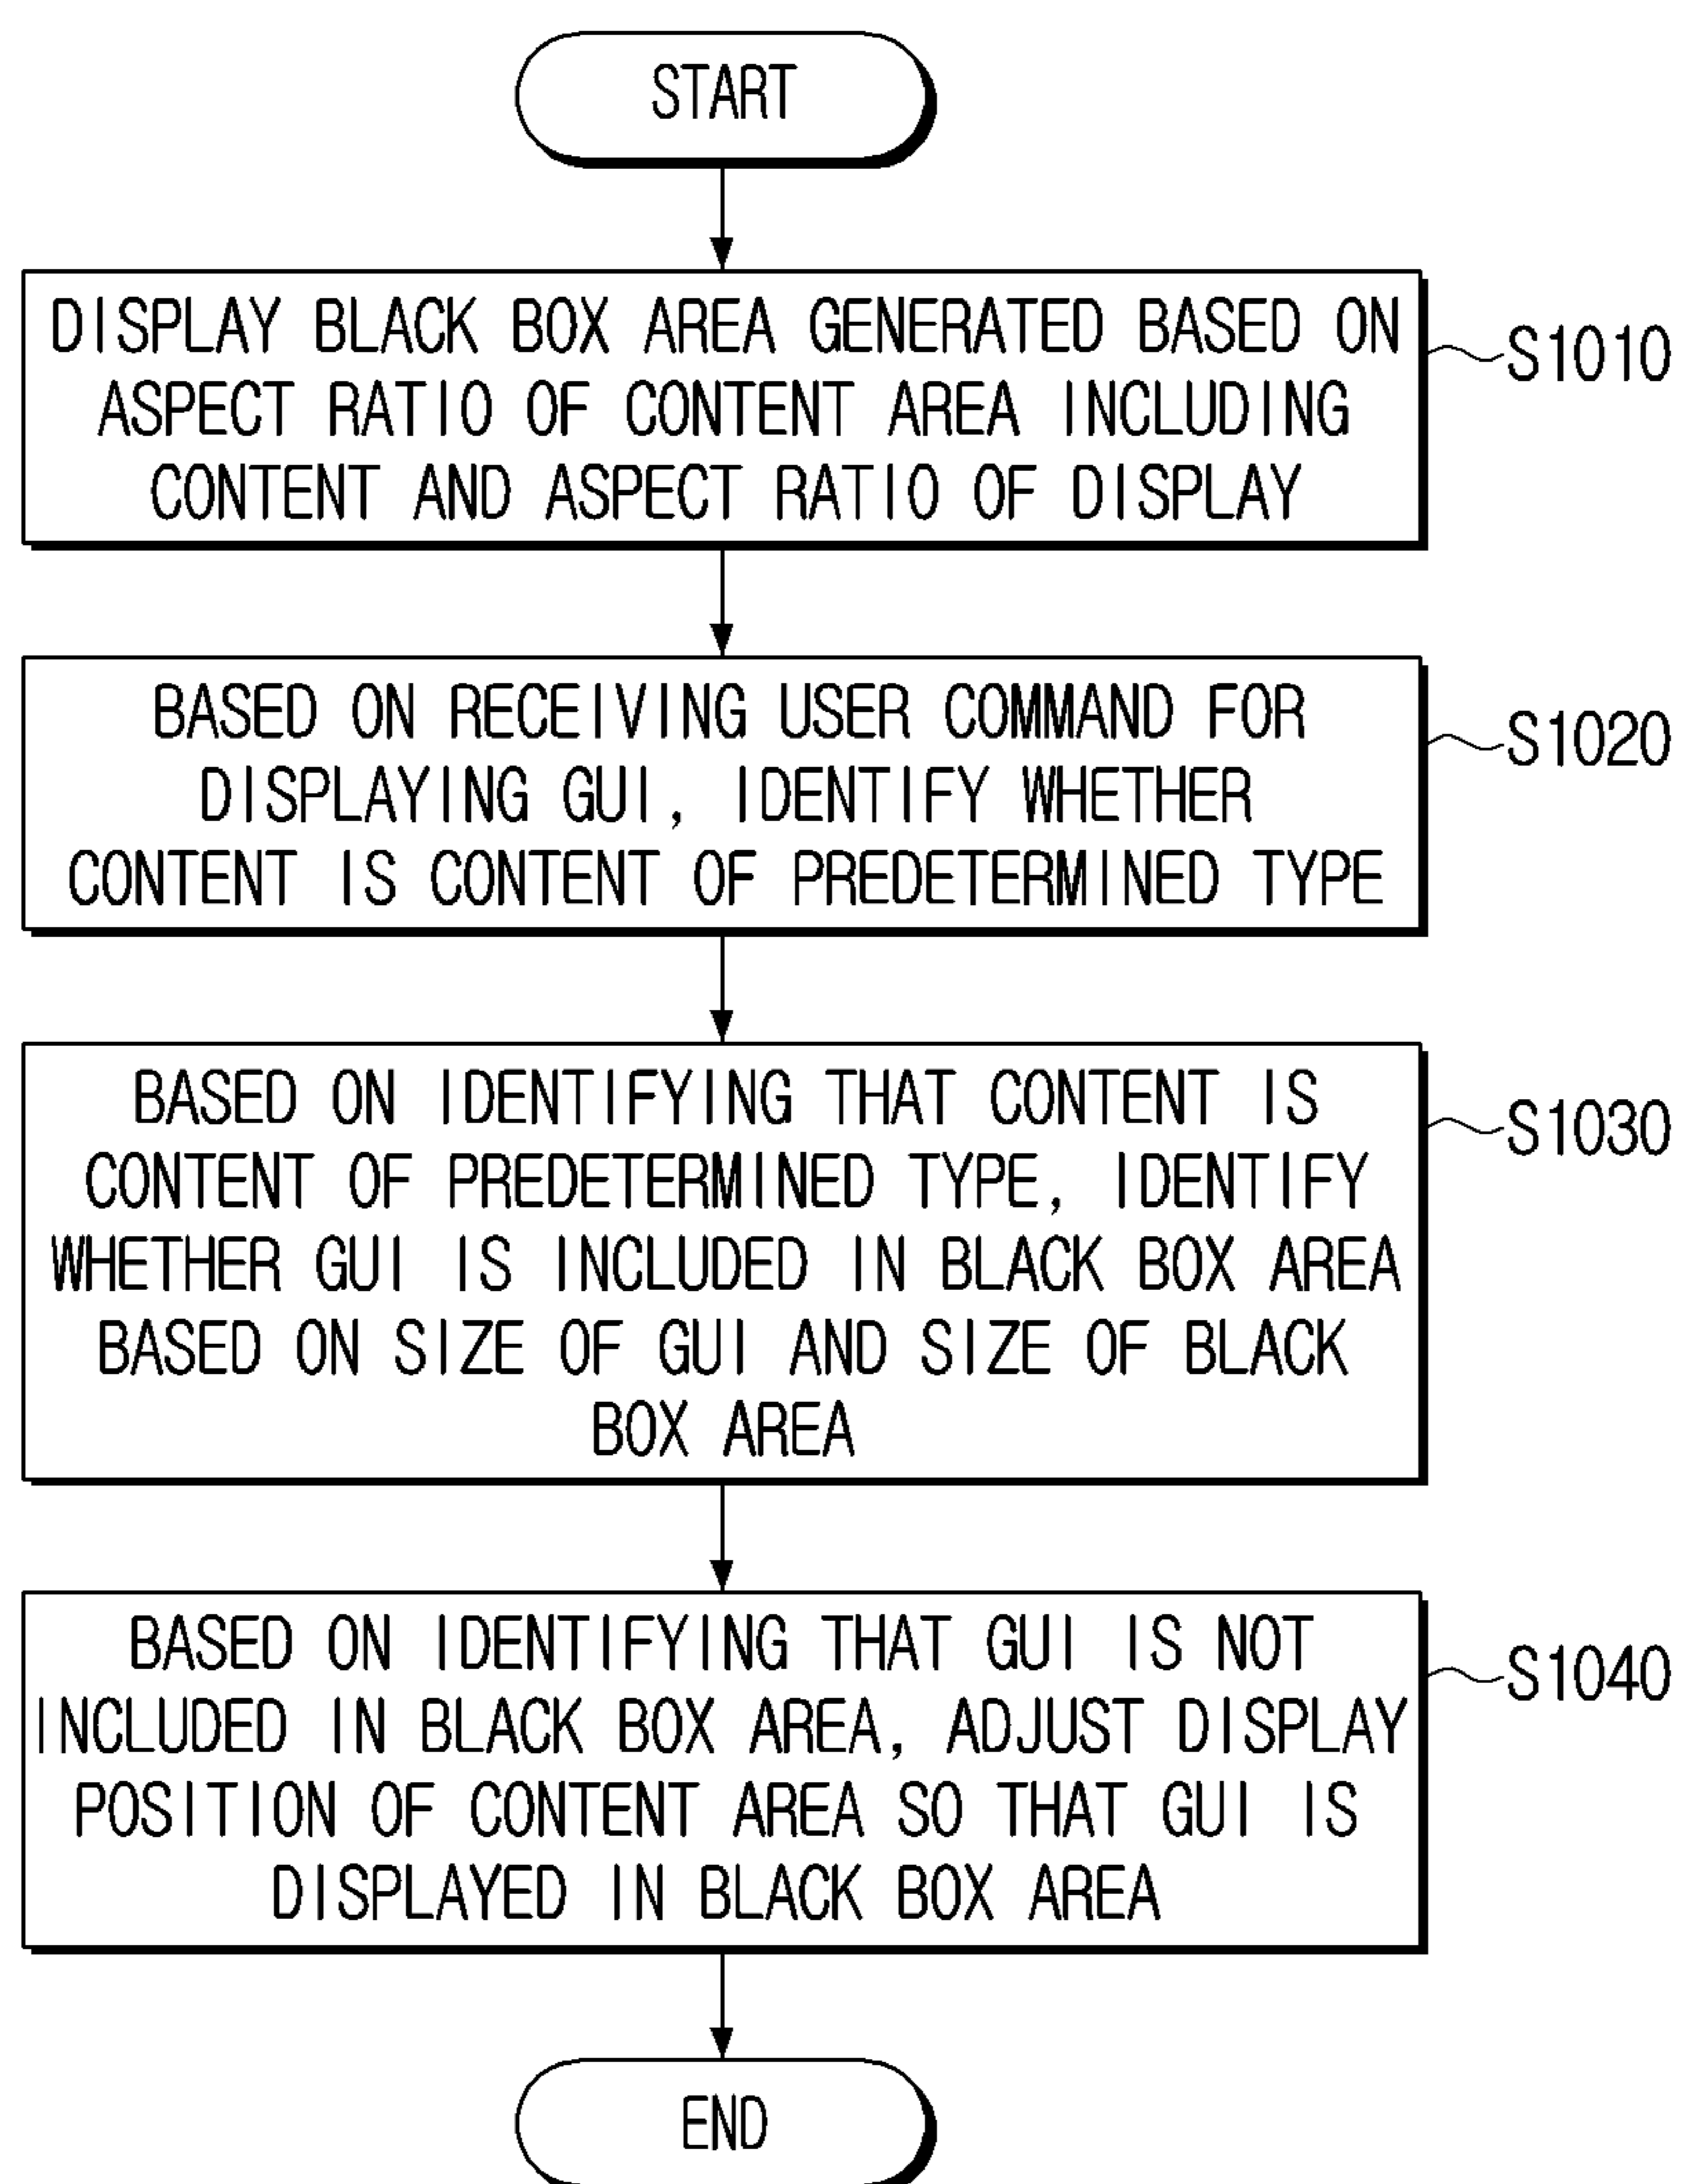 START
DISPLAY BLACK BOX AREA GENERATED BASED ON
ASPECT RATIO OF CONTENT AREA INCLUDING
CONTENT AND ASPECT RATIO OF DISPLAY
S1010
BASED ON RECEIVING USER COMMAND FOR
DISPLAYING GUI, IDENTIFY WHETHER
CONTENT IS CONTENT OF PREDETERMINED TYPE
S1020
BASED ON IDENTIFYING THAT CONTENT IS
CONTENT OF PREDETERMINED TYPE, IDENTIFY
WHETHER GUI IS INCLUDED IN BLACK BOX AREA
BASED ON SIZE OF GUI AND SIZE OF BLACK
BOX AREA
S1030
BASED ON IDENTIFYING THAT GUI IS NOT
INCLUDED IN BLACK BOX AREA, ADJUST DISPLAY
POSITION OF CONTENT AREA SO THAT GUI IS
DISPLAYED IN BLACK BOX AREA
S1040
END